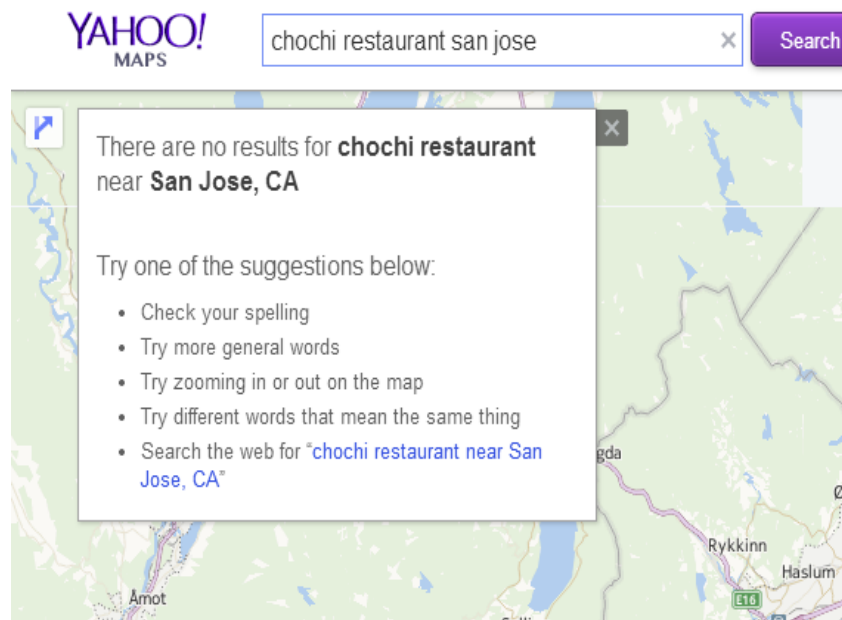 YAHOO!
MAPS
chochi restaurant san jose
×
Search
There are no results for chochi restaurant
near San Jose, CA
×
Try one of the suggestions below:
• Check your spelling
• Try more general words
• Try zooming in or out on the map
• Try different words that mean the same thing
• Search the web for “chochi restaurant near San
Jose, CA”
gda
Rykkinn
Haslum
E16
Åmot